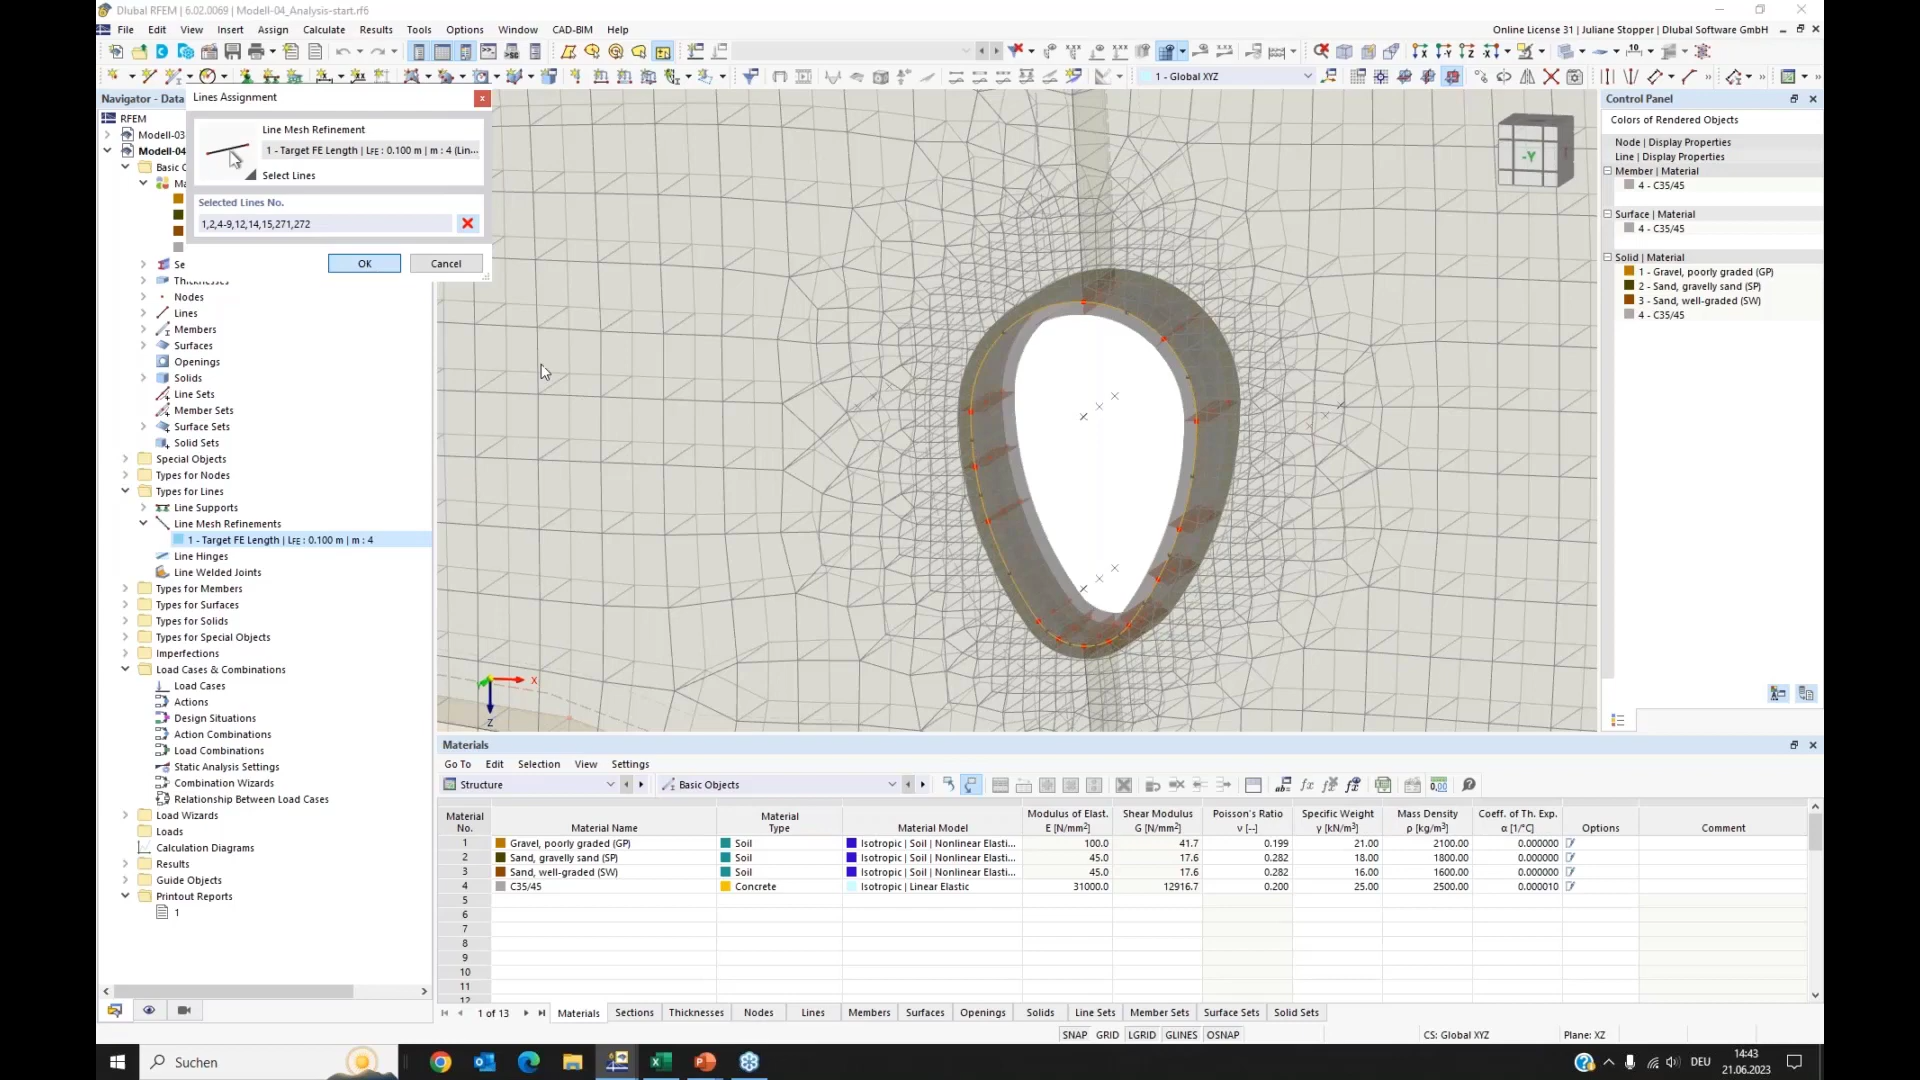 Dlubal RFEM | 6.02.0069 | Modell-04_Analysis-start.rf6
File Edit View Insert Assign Calculate Results Tools Options Window CAD-BIM Help
Online License 31 | Juliane Stopper | Dlubal Software GmbH
1 - Global XYZ
Navigator - Data
RFEM
Modell-03
Modell-04
Basic O
Ma
Se
Thicknesses
Nodes
Lines
Members
Surfaces
Openings
Solids
Line Sets
Member Sets
Surface Sets
Solid Sets
Special Objects
Types for Nodes
Types for Lines
Line Supports
Line Mesh Refinements
1 - Target FE Length | LFE : 0.100 m | m : 4
Line Hinges
Line Welded Joints
Types for Members
Types for Surfaces
Types for Solids
Types for Special Objects
Imperfections
Load Cases & Combinations
Load Cases
Actions
Design Situations
Action Combinations
Load Combinations
Static Analysis Settings
Combination Wizards
Relationship Between Load Cases
Load Wizards
Loads
Calculation Diagrams
Results
Guide Objects
Printout Reports
1
Lines Assignment
Line Mesh Refinement
1 - Target FE Length | LFE : 0.100 m | m : 4 (Lin...
Select Lines
Selected Lines No.
1,2,4-9,12,14,15,271,272
OK Cancel
-Y
X
Z
Control Panel
Colors of Rendered Objects
Node | Display Properties
Line | Display Properties
Member | Material
4 - C35/45
Surface | Material
4 - C35/45
Solid | Material
1 - Gravel, poorly graded (GP)
2 - Sand, gravelly sand (SP)
3 - Sand, well-graded (SW)
4 - C35/45
Materials
Go To Edit Selection View Settings
Structure Basic Objects
Material No. Material Name Material Type Material Model Modulus of Elast. E [N/mm²] Shear Modulus G [N/mm²] Poisson's Ratio ν [--] Specific Weight γ [kN/m³] Mass Density ρ [kg/m³] Coeff. of Th. Exp. α [1/°C] Options Comment
1 Gravel, poorly graded (GP) Soil Isotropic | Soil | Nonlinear Elasti... 100.0 41.7 0.199 21.00 2100.00 0.000000
2 Sand, gravelly sand (SP) Soil Isotropic | Soil | Nonlinear Elasti... 45.0 17.6 0.282 18.00 1800.00 0.000000
3 Sand, well-graded (SW) Soil Isotropic | Soil | Nonlinear Elasti... 45.0 17.6 0.282 16.00 1600.00 0.000000
4 C35/45 Concrete Isotropic | Linear Elastic 31000.0 12916.7 0.200 25.00 2500.00 0.000010
5
6
7
8
9
10
11
12
1 of 13 Materials Sections Thicknesses Nodes Lines Members Surfaces Openings Solids Line Sets Member Sets Surface Sets Solid Sets
SNAP GRID LGRID GLINES OSNAP CS: Global XYZ Plane: XZ
Suchen
DEU
14:43
21.06.2023